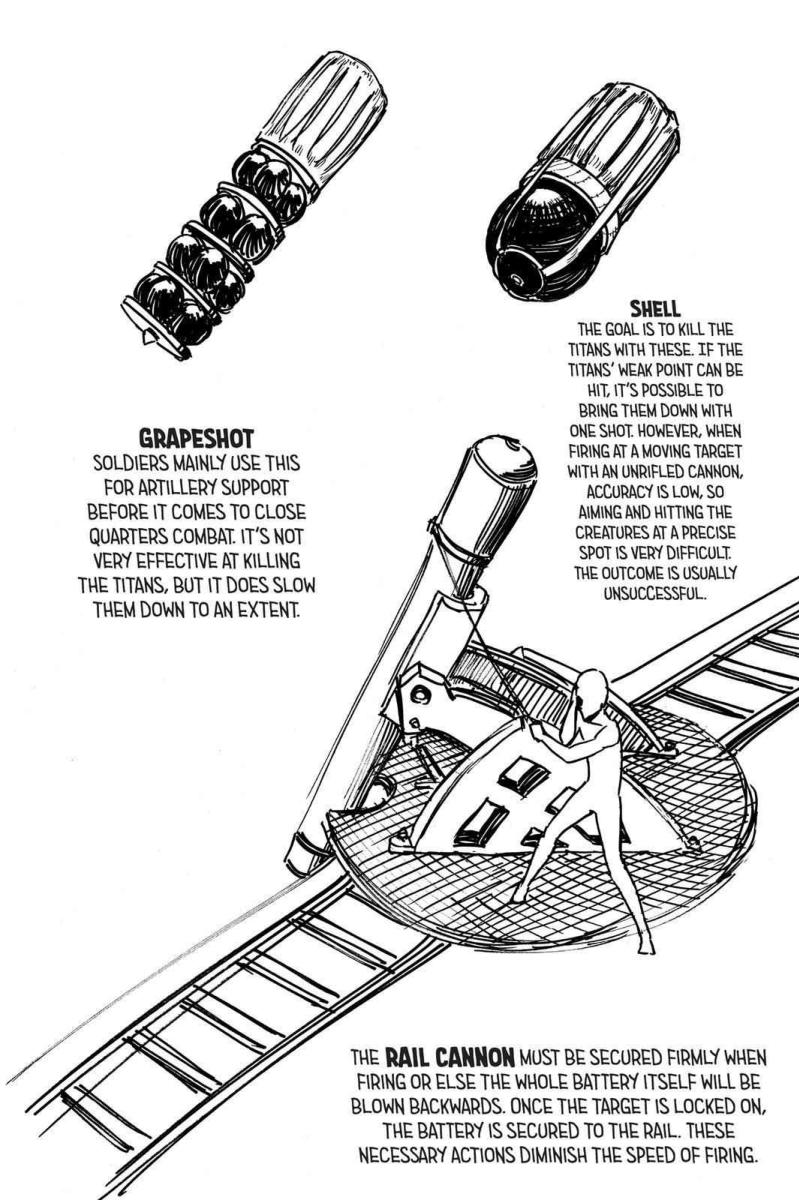 SHELL
THE GOAL IS TO KILL THE
TITANS WITH THESE. IF THE
TITANS' WEAK POINT CAN BE
HIT, IT'S POSSIBLE TO
BRING THEM DOWN WITH
ONE SHOT. HOWEVER, WHEN
FIRING AT A MOVING TARGET
WITH AN UNRIFLED CANNON,
ACCURACY IS LOW, SO
AIMING AND HITTING THE
CREATURES AT A PRECISE
SPOT IS VERY DIFFICULT.
THE OUTCOME IS USUALLY
UNSUCCESSFUL.
GRAPESHOT
SOLDIERS MAINLY USE THIS
FOR ARTILLERY SUPPORT
BEFORE IT COMES TO CLOSE
QUARTERS COMBAT. IT'S NOT
VERY EFFECTIVE AT KILLING
THE TITANS, BUT IT DOES SLOW
THEM DOWN TO AN EXTENT.
THE RAIL CANNON MUST BE SECURED FIRMLY WHEN
FIRING OR ELSE THE WHOLE BATTERY ITSELF WILL BE
BLOWN BACKWARDS. ONCE THE TARGET IS LOCKED ON,
THE BATTERY IS SECURED TO THE RAIL. THESE
NECESSARY ACTIONS DIMINISH THE SPEED OF FIRING.